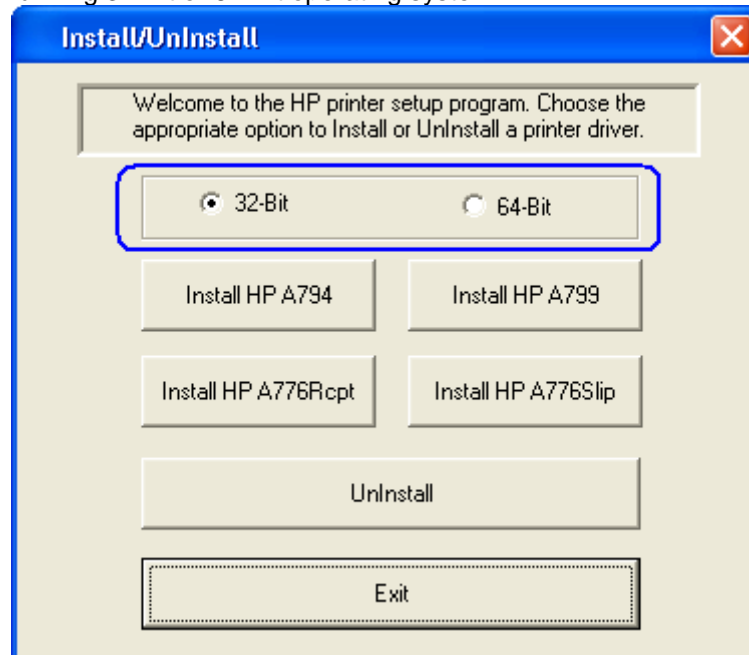 Install/UnInstall
Welcome to the HP printer setup program. Choose the
appropriate option to Install or UnInstall a printer driver.
32-Bit 64-Bit
Install HP A794 Install HP A799
Install HP A776Rcpt Install HP A776Slip
UnInstall
Exit